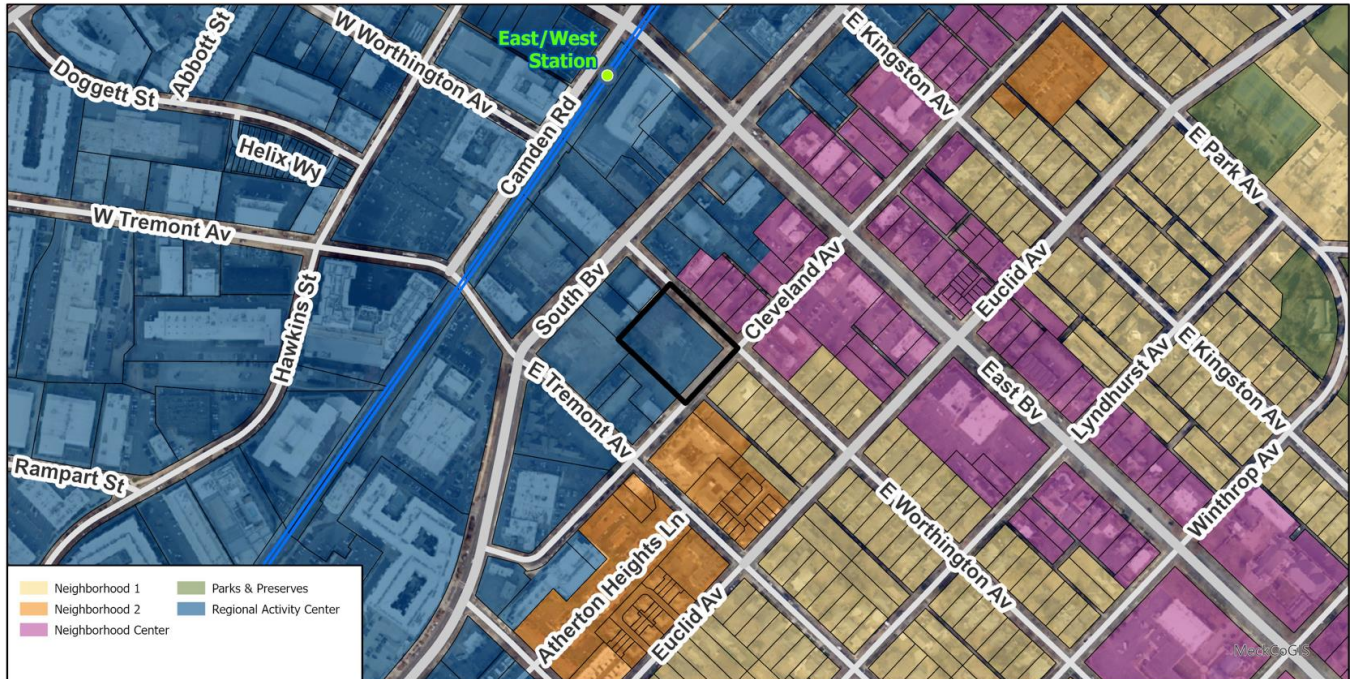 Abbott St
W Worthington Av
East/West
Station
E Kingston Av
Doggett St
Camden Rd
Helix Wy
E Park Av
W Tremont Av
South Bv
Cleveland Av
Euclid Av
E Kingston Av
Hawkins St
E Tremont Av
East Bv
Lyndhurst Av
Rampart St
Winthrop Av
E Worthington Av
Atherton Heights Ln
Euclid Av
Neighborhood 1
Parks & Preserves
Neighborhood 2
Regional Activity Center
Neighborhood Center
MeckCoGIS